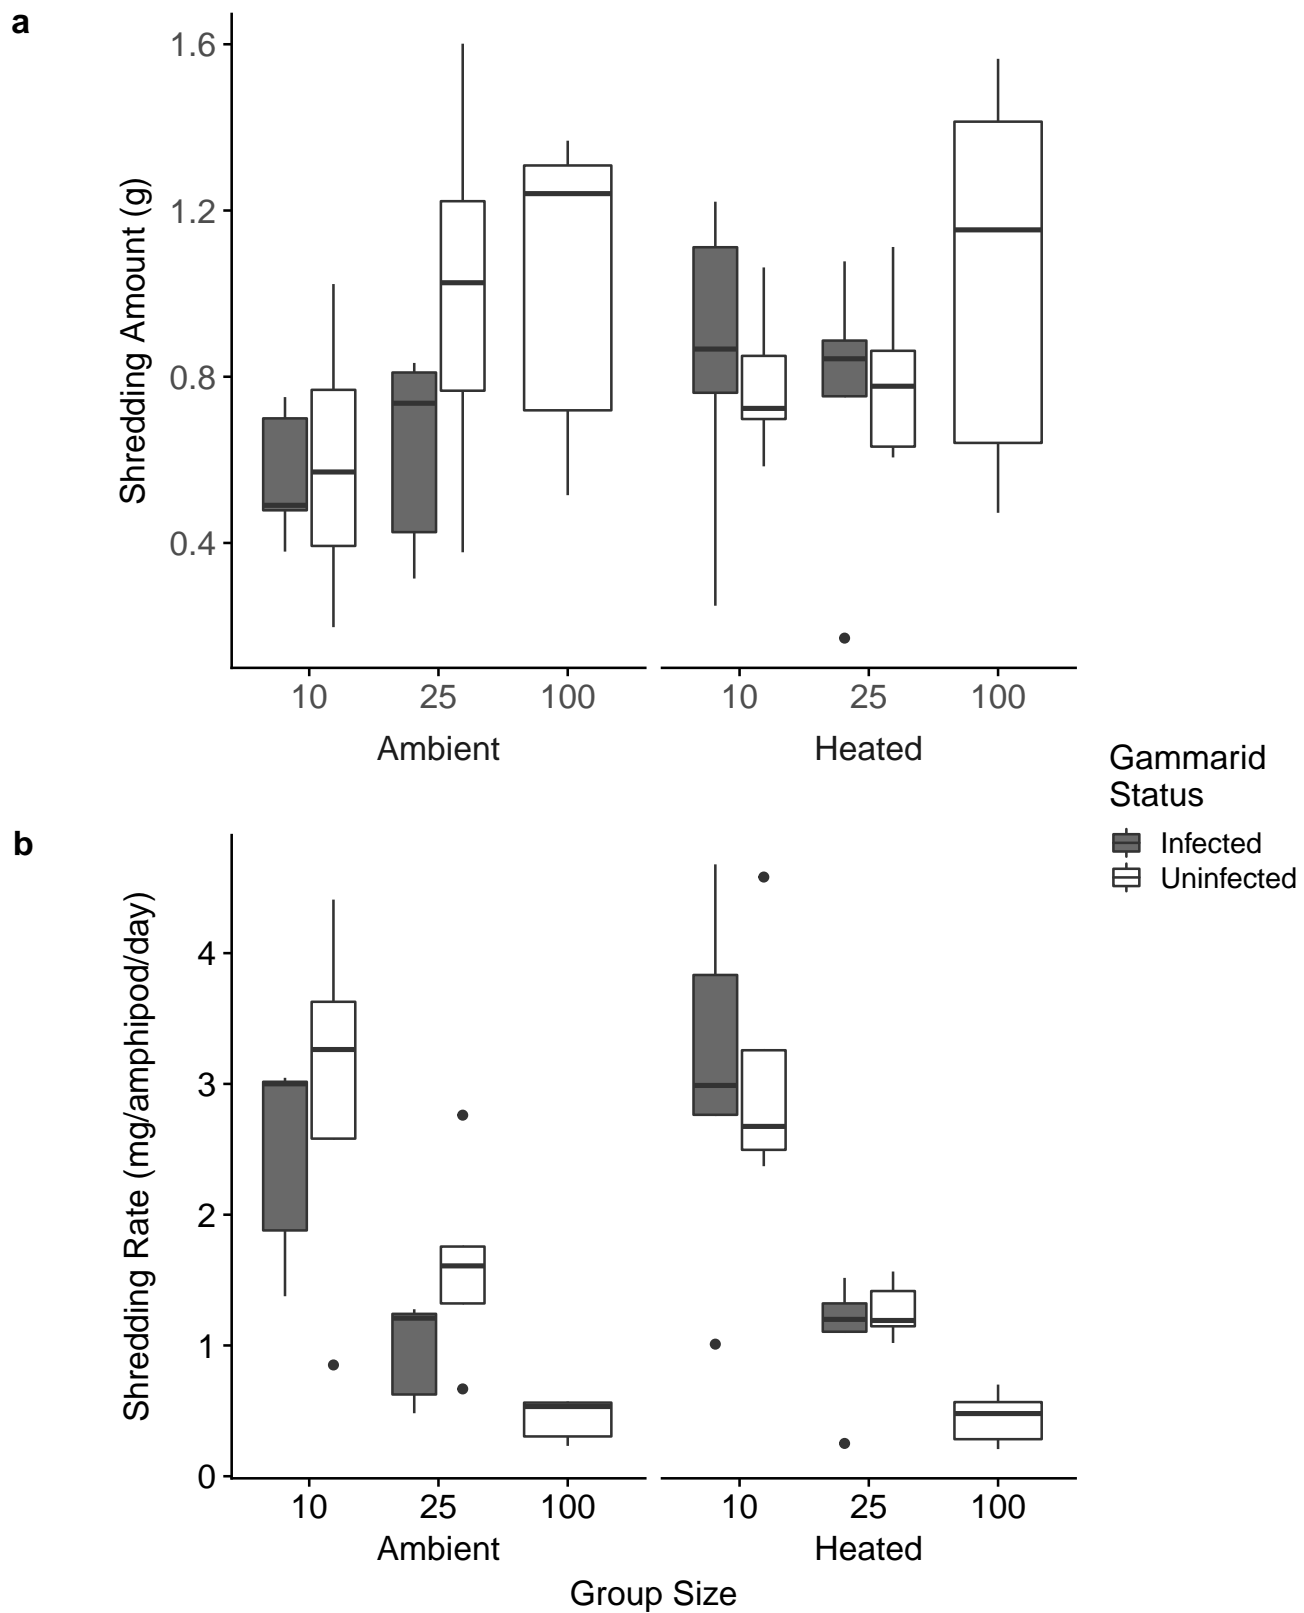 a
Shredding Amount (g)
1.6
1.2
0.8
0.4
10 25 100 10 25 100
Ambient Heated
Gammarid
Status
Infected
Uninfected
b
Shredding Rate (mg/amphipod/day)
4
3
2
1
0
10 25 100 10 25 100
Ambient Heated
Group Size